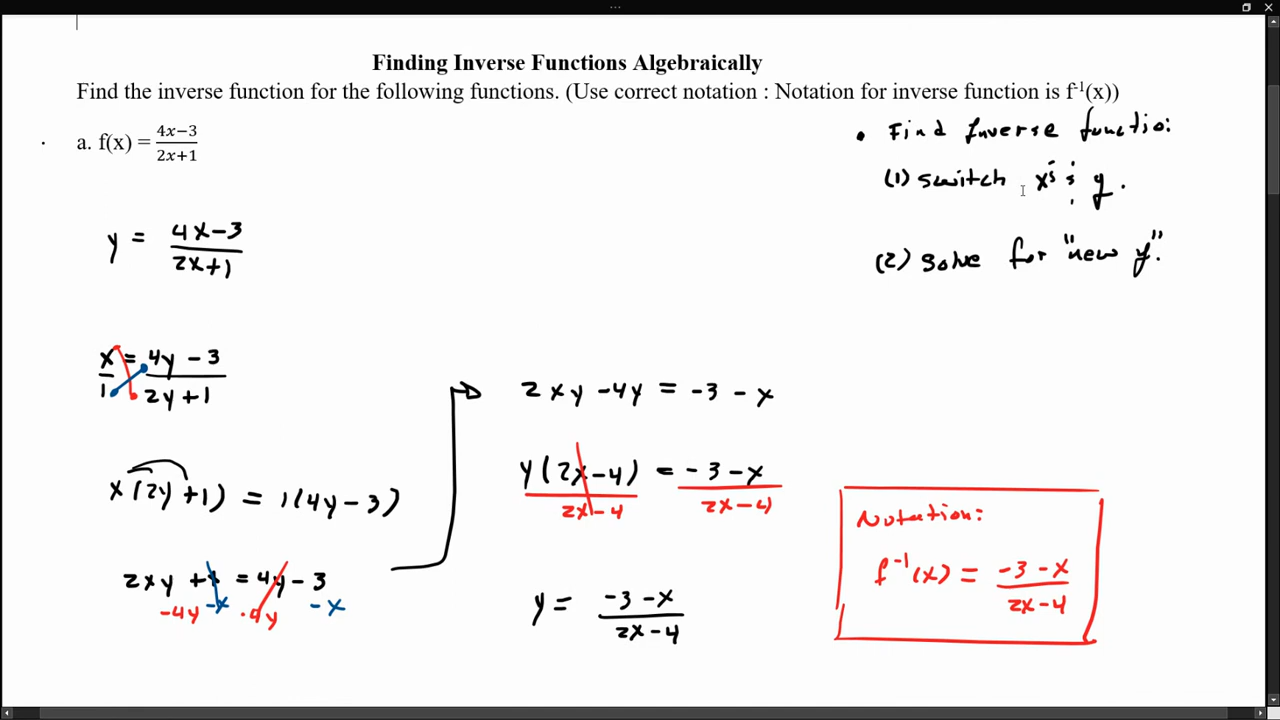 Finding Inverse Functions Algebraically
Find the inverse function for the following functions. (Use correct notation : Notation for inverse function is f⁻¹(x))
a. f(x) = (4x−3)/(2x+1)
• Find Inverse functio:
(1) switch x's & y.
(2) Solve for "new y".
y = (4x-3)/(2x+1)
x/1 = (4y-3)/(2y+1)
x(2y+1) = 1(4y-3)
2xy + x = 4y - 3
-4y -x -4y -x
2xy - 4y = -3 - x
y(2x-4) = -3-x
2x-4 2x-4
y = (-3-x)/(2x-4)
Notation:
f⁻¹(x) = (-3-x)/(2x-4)